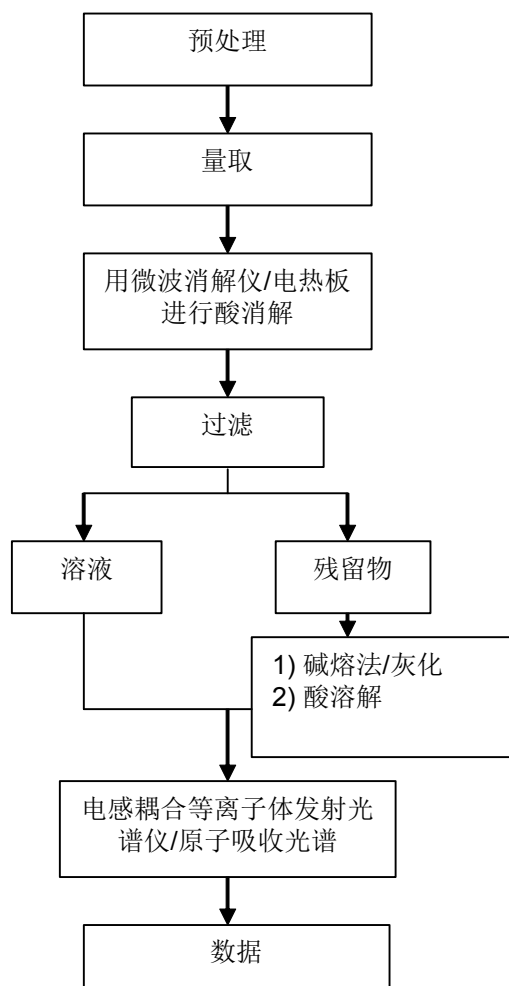 预处理
量取
用微波消解仪/电热板
进行酸消解
过滤
溶液
残留物
1) 碱熔法/灰化
2) 酸溶解
电感耦合等离子体发射光
谱仪/原子吸收光谱
数据